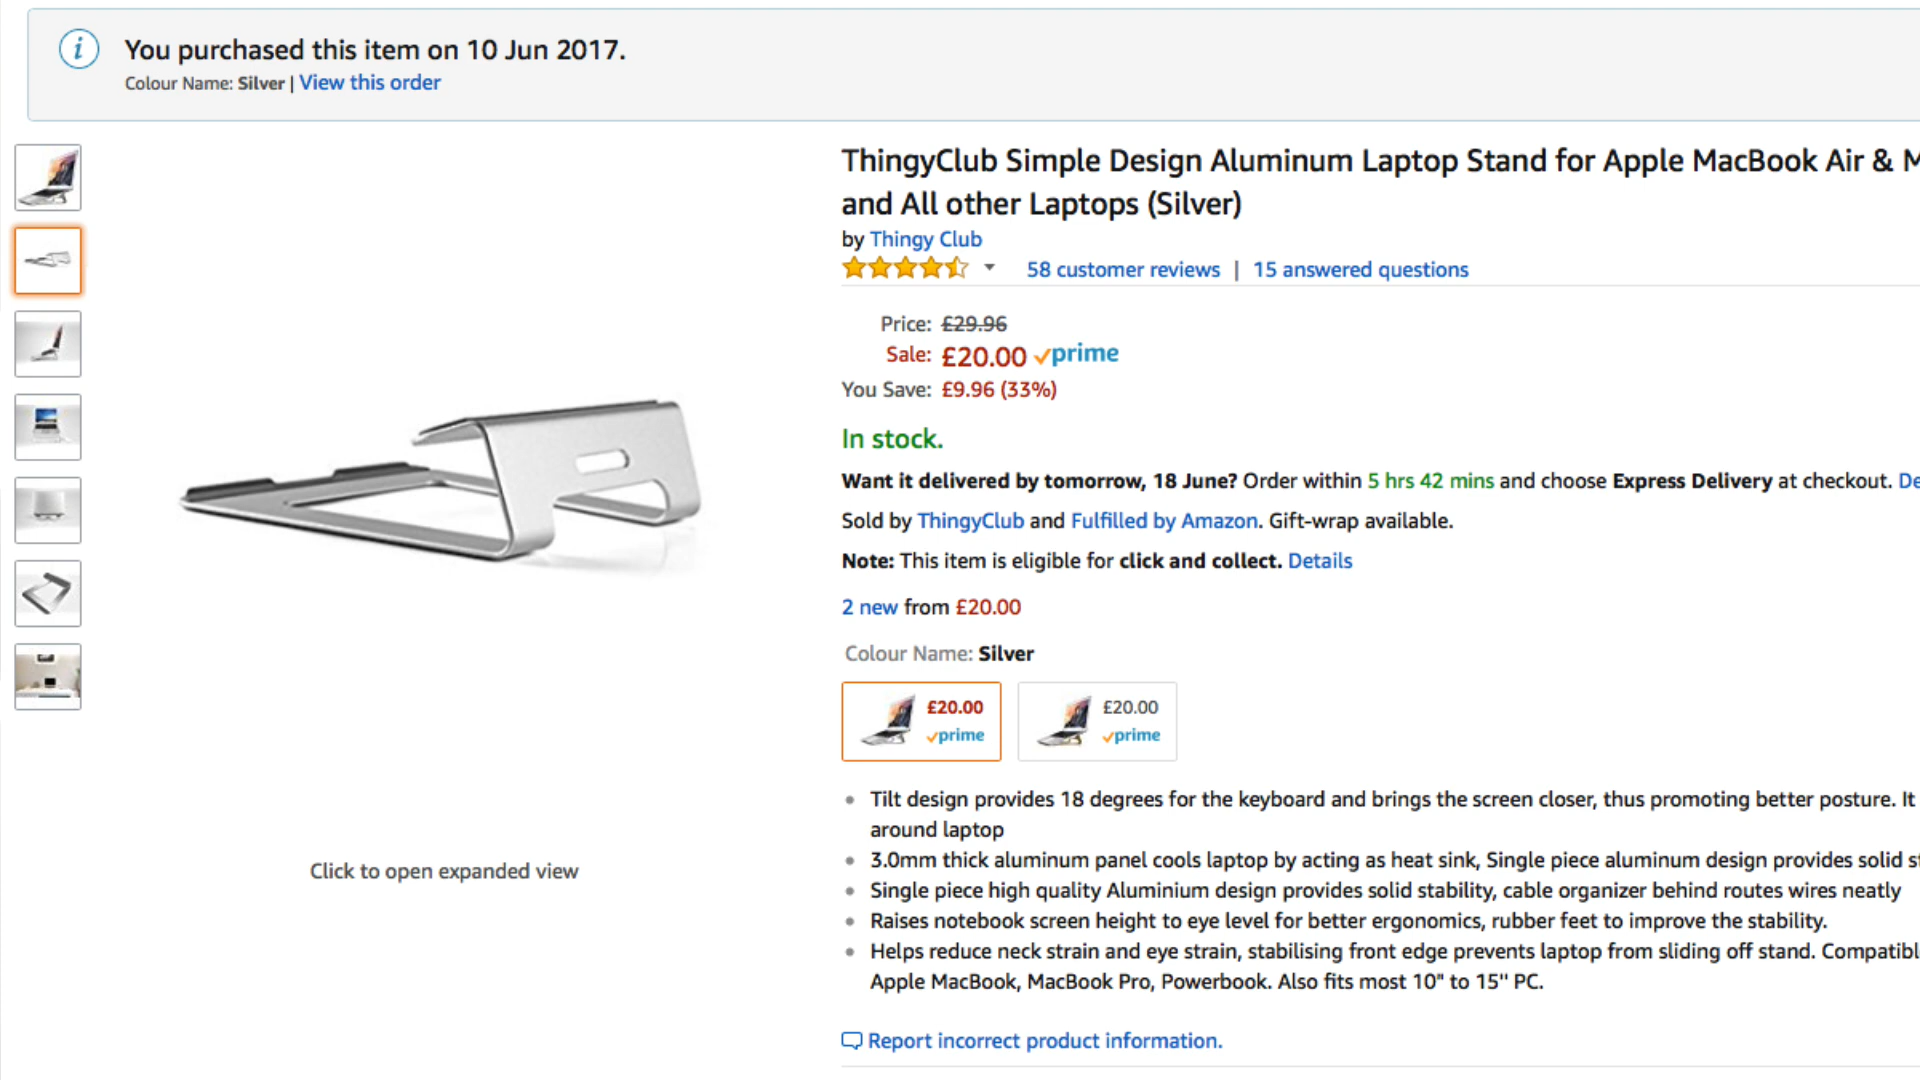 You purchased this item on 10 Jun 2017.
Colour Name: Silver | View this order
ThingyClub Simple Design Aluminum Laptop Stand for Apple MacBook Air & M
and All other Laptops (Silver)
by Thingy Club
58 customer reviews | 15 answered questions
Price: £29.96
Sale: £20.00 prime
You Save: £9.96 (33%)
In stock.
Want it delivered by tomorrow, 18 June? Order within 5 hrs 42 mins and choose Express Delivery at checkout. De
Sold by ThingyClub and Fulfilled by Amazon. Gift-wrap available.
Note: This item is eligible for click and collect. Details
2 new from £20.00
Colour Name: Silver
£20.00 £20.00
prime prime
Tilt design provides 18 degrees for the keyboard and brings the screen closer, thus promoting better posture. It
around laptop
3.0mm thick aluminum panel cools laptop by acting as heat sink, Single piece aluminum design provides solid st
Single piece high quality Aluminium design provides solid stability, cable organizer behind routes wires neatly
Raises notebook screen height to eye level for better ergonomics, rubber feet to improve the stability.
Helps reduce neck strain and eye strain, stabilising front edge prevents laptop from sliding off stand. Compatibl
Apple MacBook, MacBook Pro, Powerbook. Also fits most 10" to 15'' PC.
Click to open expanded view
Report incorrect product information.